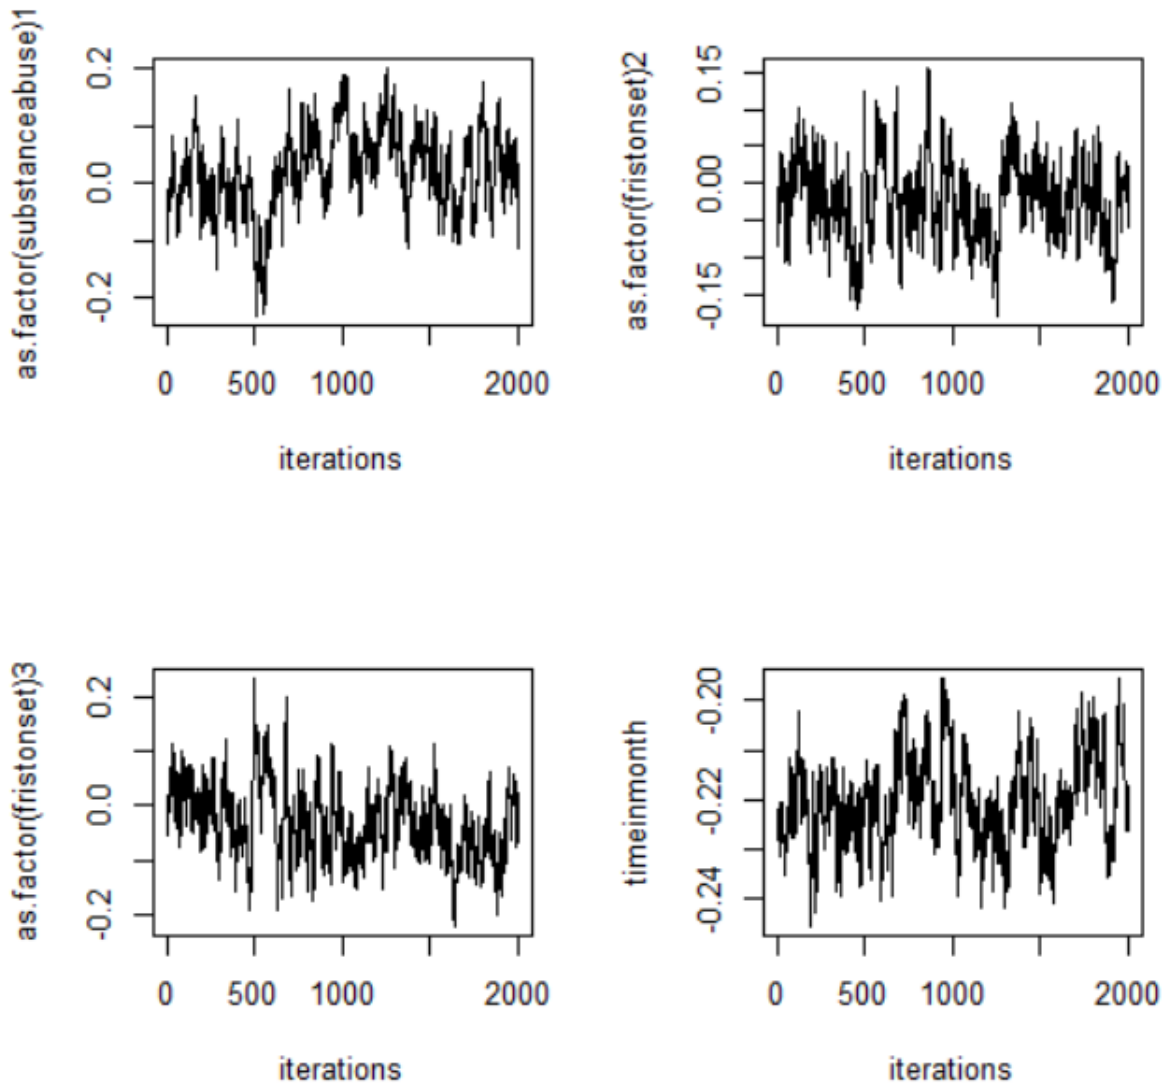 as.factor(substanceabuse)1
0.2
0.0
-0.2
0 500 1000 2000
iterations
as.factor(fristonset)2
0.15
0.00
-0.15
0 500 1000 2000
iterations
as.factor(fristonset)3
0.2
0.0
-0.2
0 500 1000 2000
iterations
timeinmonth
-0.20
-0.22
-0.24
0 500 1000 2000
iterations